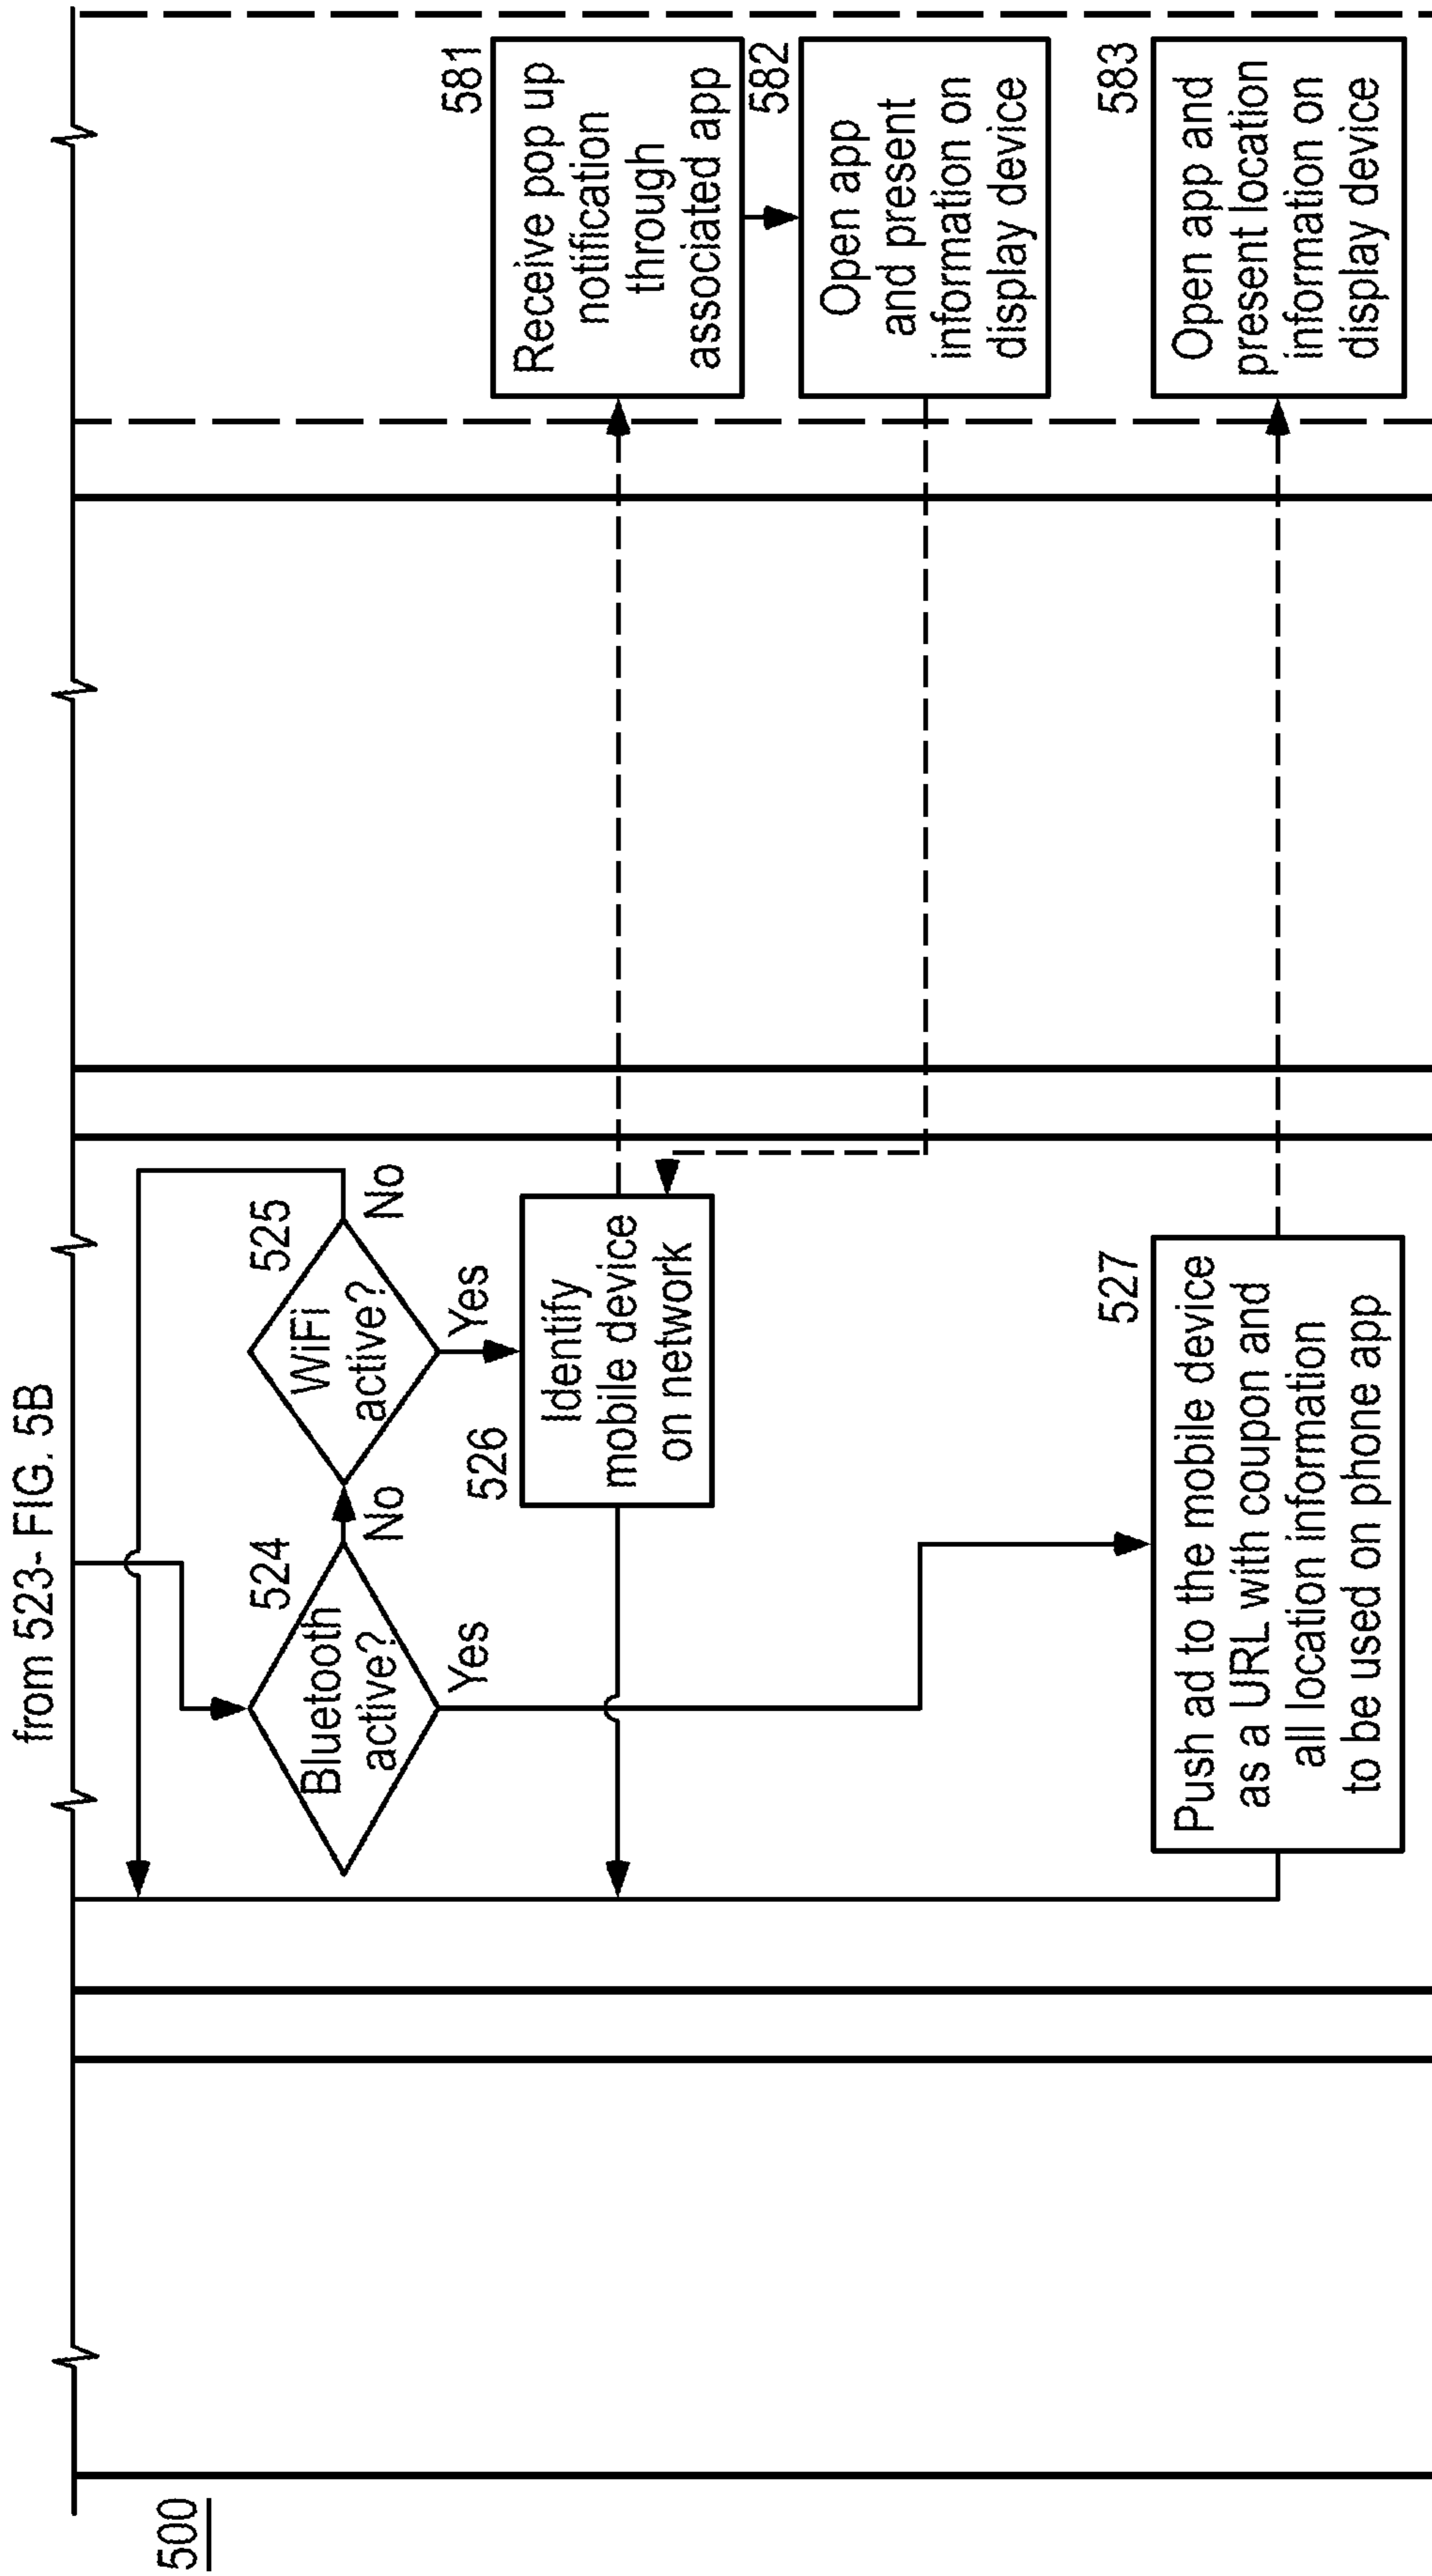 from 523- FIG. 5B
500
524
Bluetooth
active?
No
Yes
525
WiFi
active?
No
Yes
526
Identify
mobile device
on network
581
Receive pop up
notification
through
associated app
582
Open app
and present
information on
display device
527
Push ad to the mobile device
as a URL with coupon and
all location information
to be used on phone app
583
Open app and
present location
information on
display device